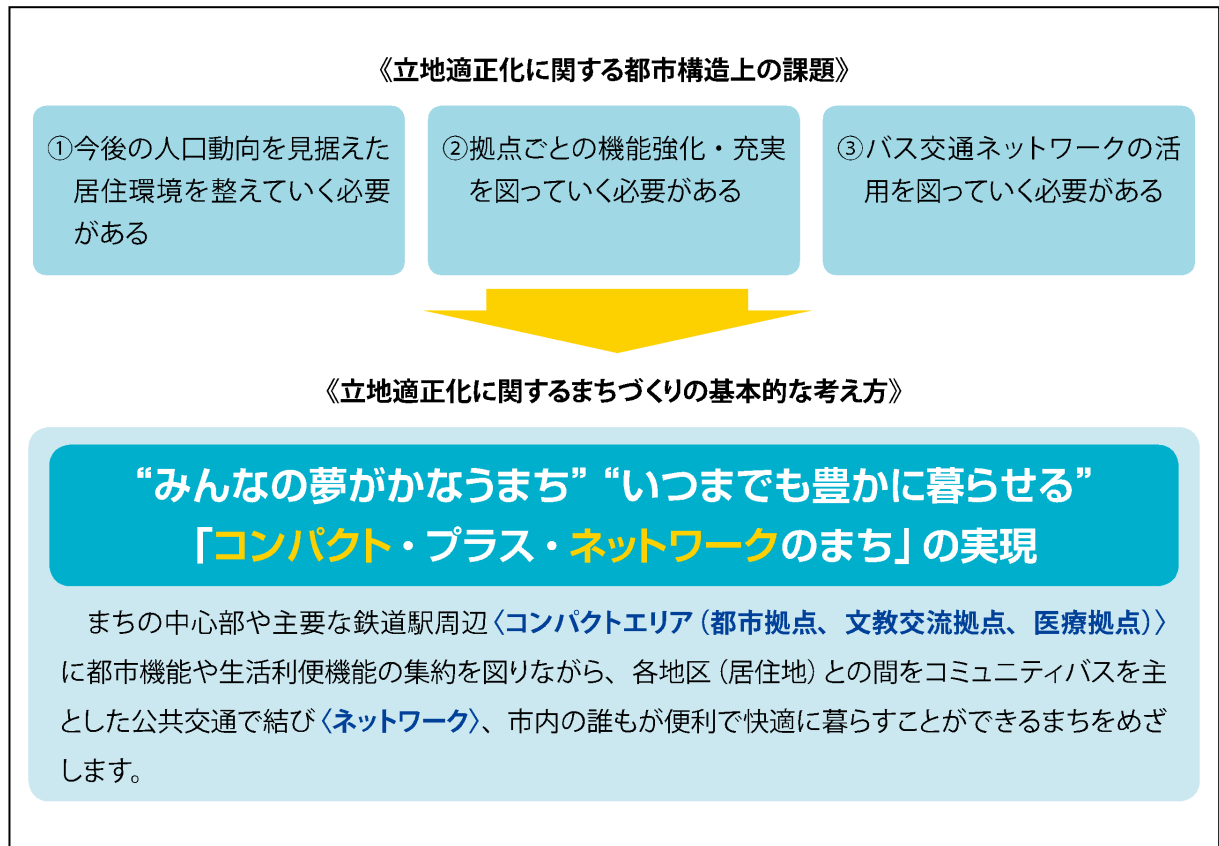 《立地適正化に関する都市構造上の課題》
①今後の人口動向を見据えた
居住環境を整えていく必要
がある
②拠点ごとの機能強化・充実
を図っていく必要がある
③バス交通ネットワークの活
用を図っていく必要がある
《立地適正化に関するまちづくりの基本的な考え方》
“みんなの夢がかなうまち” “いつまでも豊かに暮らせる”
「コンパクト・プラス・ネットワークのまち」の実現
まちの中心部や主要な鉄道駅周辺〈コンパクトエリア(都市拠点、文教交流拠点、医療拠点)〉
に都市機能や生活利便機能の集約を図りながら、各地区(居住地)との間をコミュニティバスを主
とした公共交通で結び〈ネットワーク〉、市内の誰もが便利で快適に暮らすことができるまちをめざ
します。